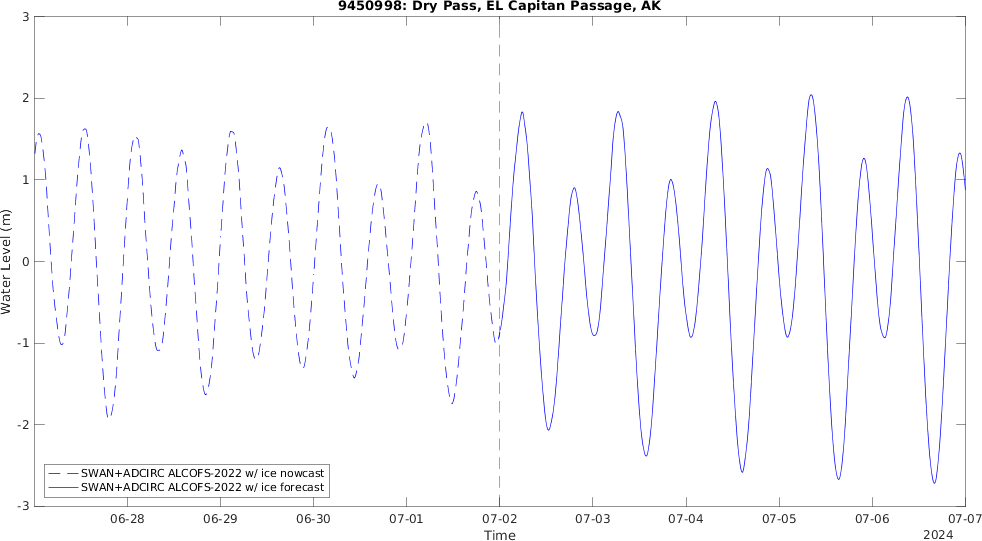 9450998: Dry Pass, EL Capitan Passage, AK
3
2
1
0
-1
-2
-3
Water Level (m)
SWAN+ADCIRC ALCOFS-2022 w/ ice nowcast
SWAN+ADCIRC ALCOFS-2022 w/ ice forecast
06-28 06-29 06-30 07-01 07-02 07-03 07-04 07-05 07-06 07-07
Time
2024